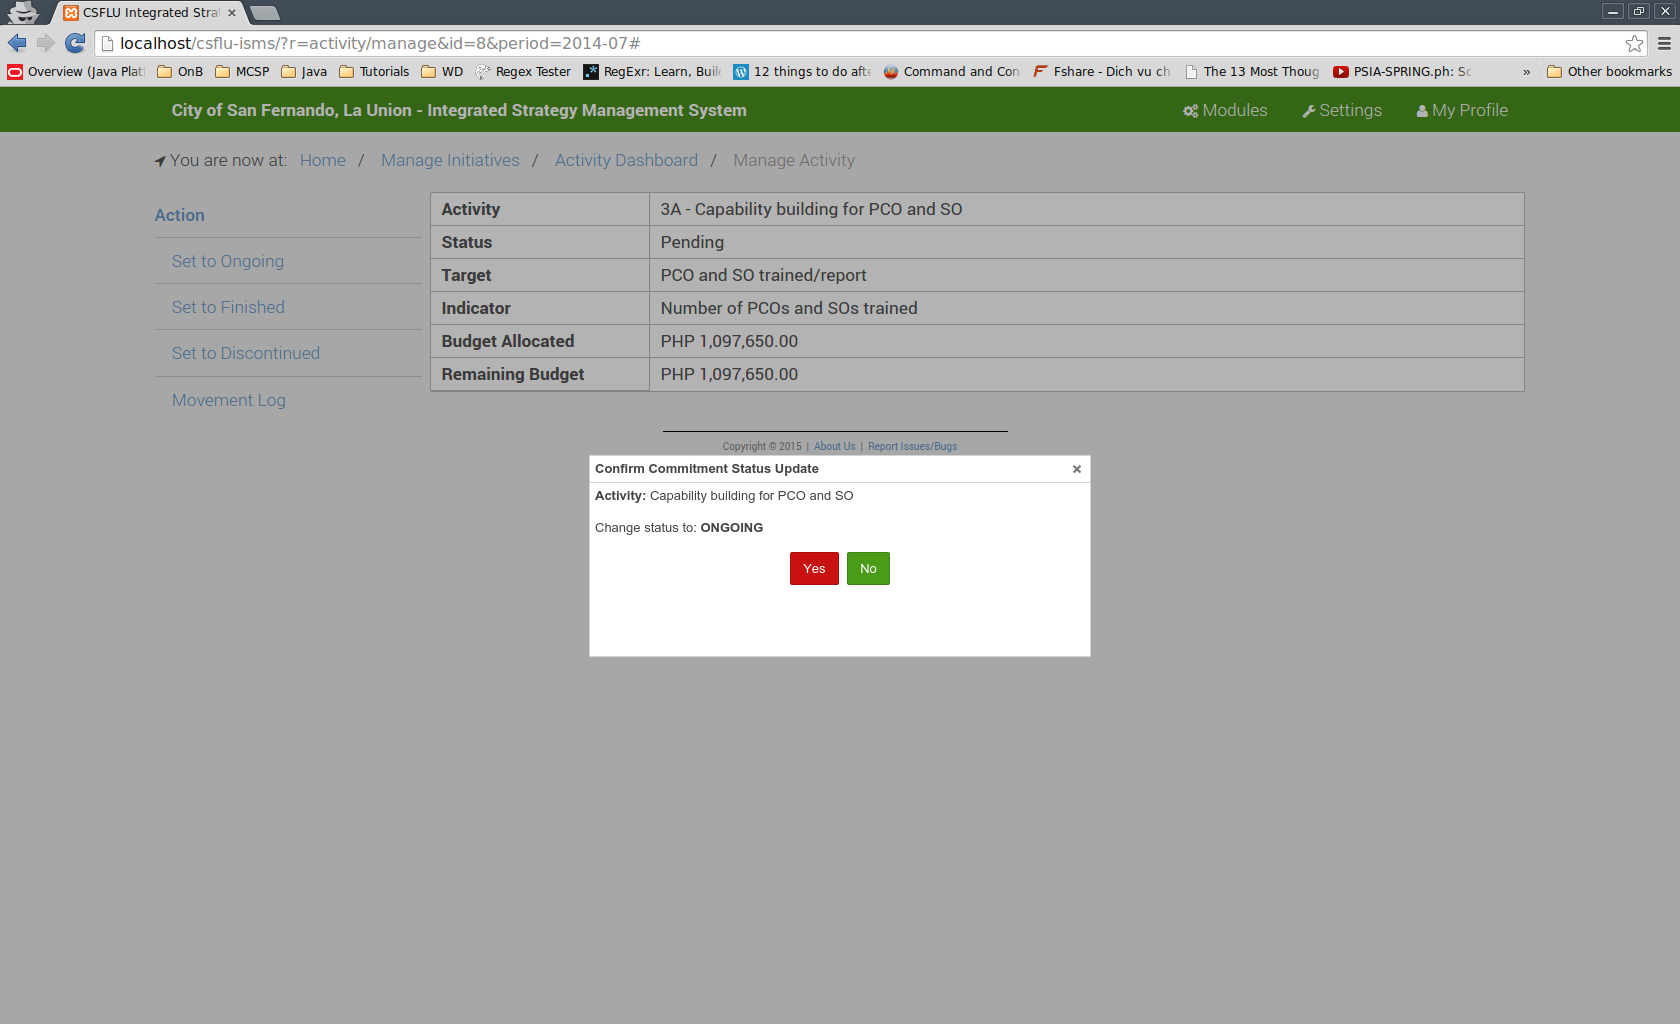 CSFLU Integrated Stra
localhost/csflu-isms/?r=activity/manage&id=8&period=2014-07#
Overview (Java Plat OnB MCSP Java Tutorials WD Regex Tester RegExr: Learn, Buil 12 things to do afte Command and Con Fshare - Dich vu ch The 13 Most Thoug PSIA-SPRING.ph: Sc » Other bookmarks
City of San Fernando, La Union - Integrated Strategy Management System Modules Settings My Profile
You are now at: Home / Manage Initiatives / Activity Dashboard / Manage Activity
Action
Set to Ongoing
Set to Finished
Set to Discontinued
Movement Log
Activity 3A - Capability building for PCO and SO
Status Pending
Target PCO and SO trained/report
Indicator Number of PCOs and SOs trained
Budget Allocated PHP 1,097,650.00
Remaining Budget PHP 1,097,650.00
Copyright © 2015 | About Us | Report Issues/Bugs
Confirm Commitment Status Update ×
Activity: Capability building for PCO and SO
Change status to: ONGOING
Yes No